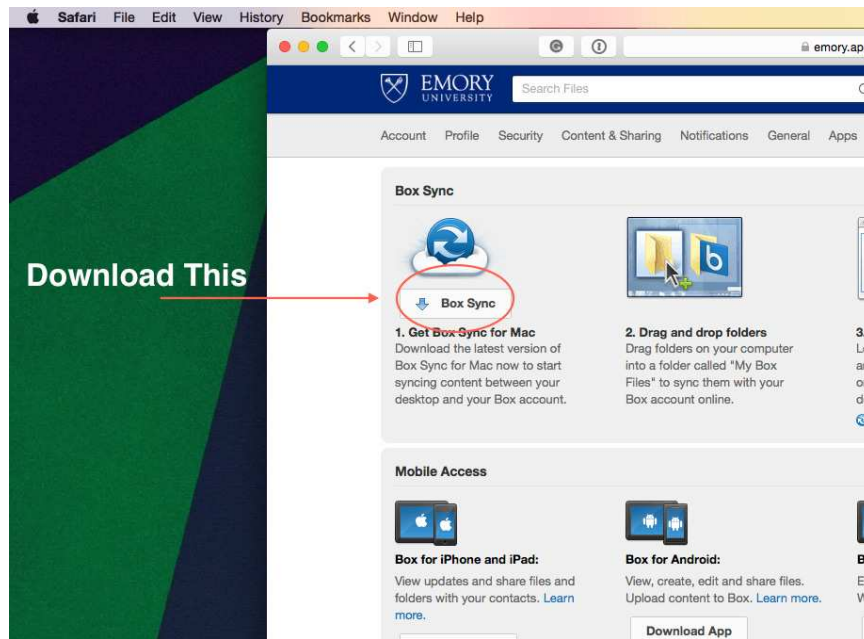 Safari File Edit View History Bookmarks Window Help
emory.ap
EMORY
UNIVERSITY
Search Files
Account Profile Security Content & Sharing Notifications General Apps
Box Sync
Download This
Box Sync
1. Get Box Sync for Mac
Download the latest version of
Box Sync for Mac now to start
syncing content between your
desktop and your Box account.
2. Drag and drop folders
Drag folders on your computer
into a folder called "My Box
Files" to sync them with your
Box account online.
3.
Mobile Access
Box for iPhone and iPad:
View updates and share files and
folders with your contacts. Learn
more.
Box for Android:
View, create, edit and share files.
Upload content to Box. Learn more.
Download App